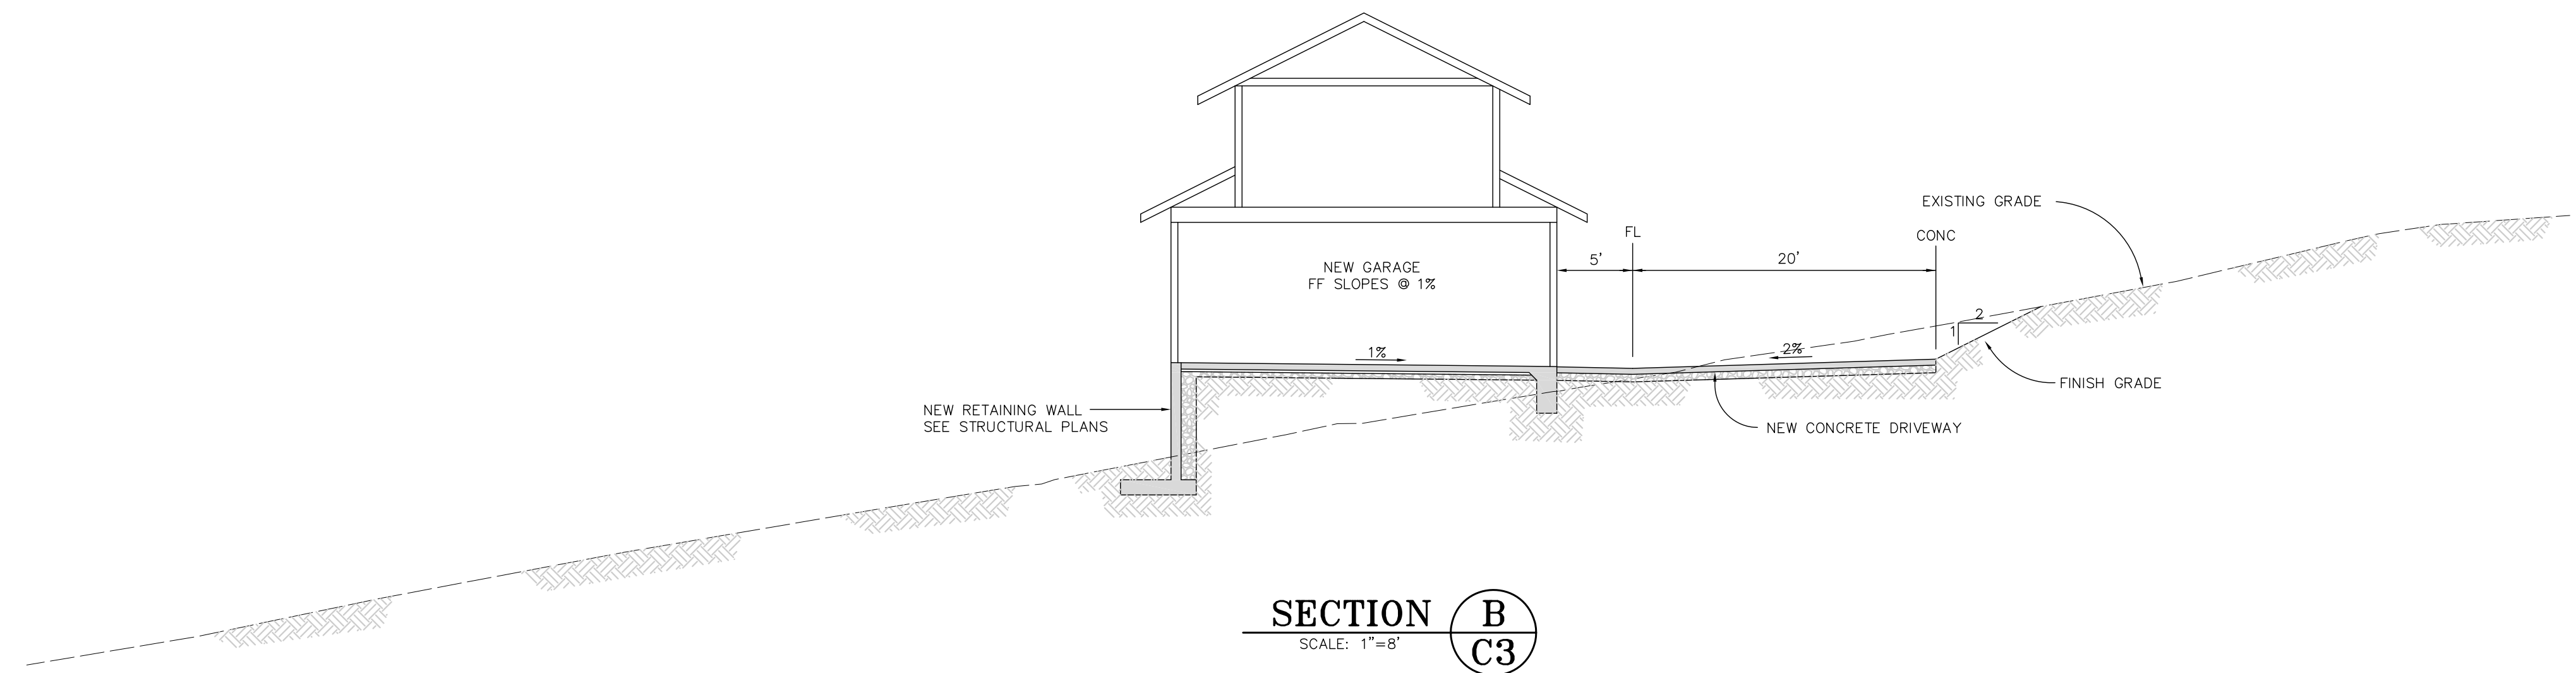 EXISTING GRADE
FL
CONC
5'
20'
NEW GARAGE
FF SLOPES @ 1%
2
1
1%
2%
FINISH GRADE
NEW RETAINING WALL
SEE STRUCTURAL PLANS
NEW CONCRETE DRIVEWAY
SECTION
B
SCALE: 1"=8'
C3